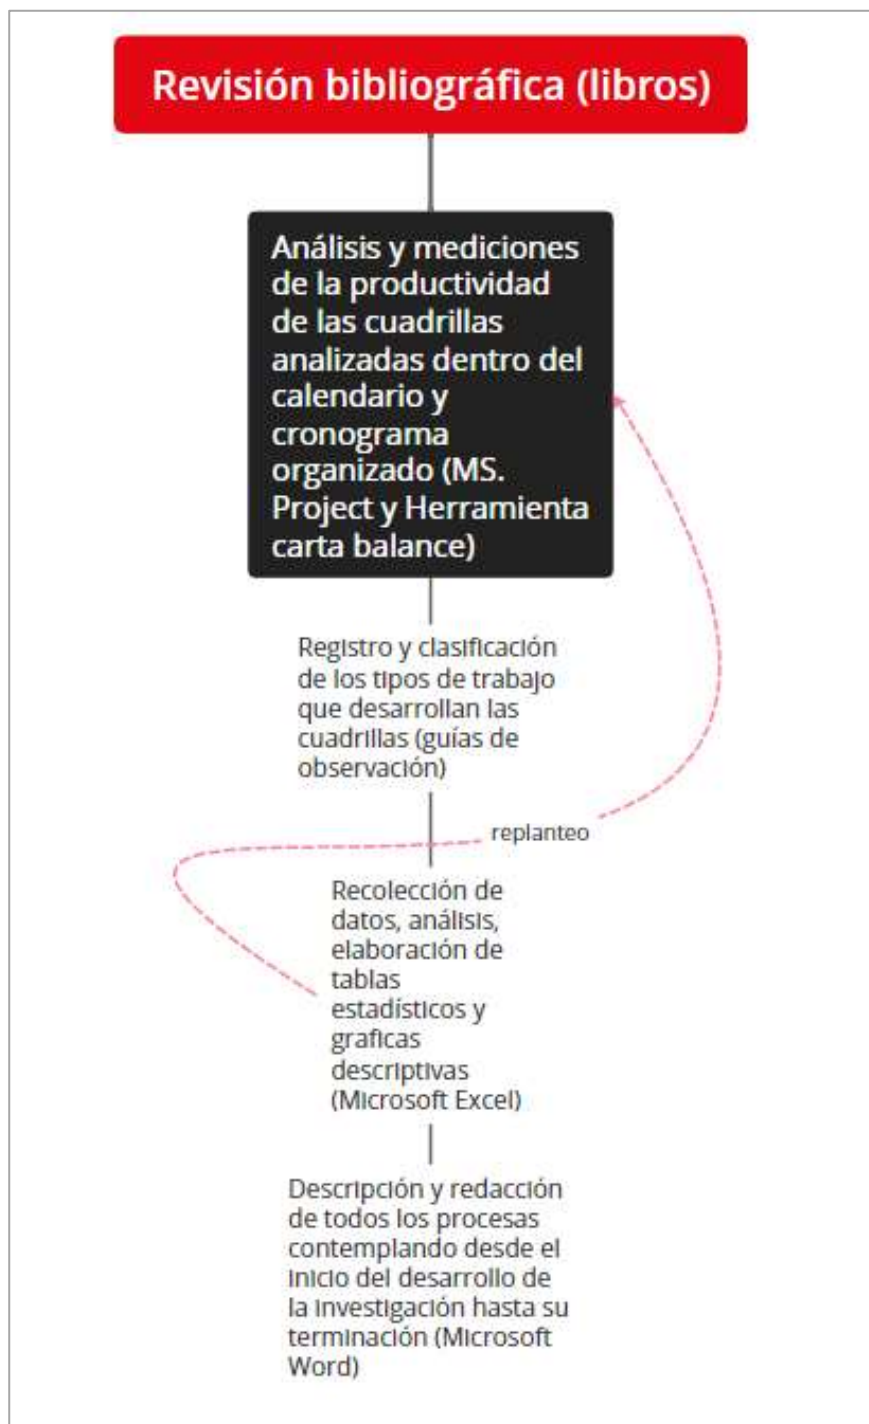 Revisión bibliográfica (libros)
Análisis y mediciones
de la productividad
de las cuadrillas
analizadas dentro del
calendario y
cronograma
organizado (MS.
Project y Herramienta
carta balance)
Registro y clasificación
de los tipos de trabajo
que desarrollan las
cuadrillas (guías de
observación)
replanteo
Recolección de
datos, análisis,
elaboración de
tablas
estadísticos y
graficas
descriptivas
(Microsoft Excel)
Descripción y redacción
de todos los procesas
contemplando desde el
inicio del desarrollo de
la investigación hasta su
terminación (Microsoft
Word)